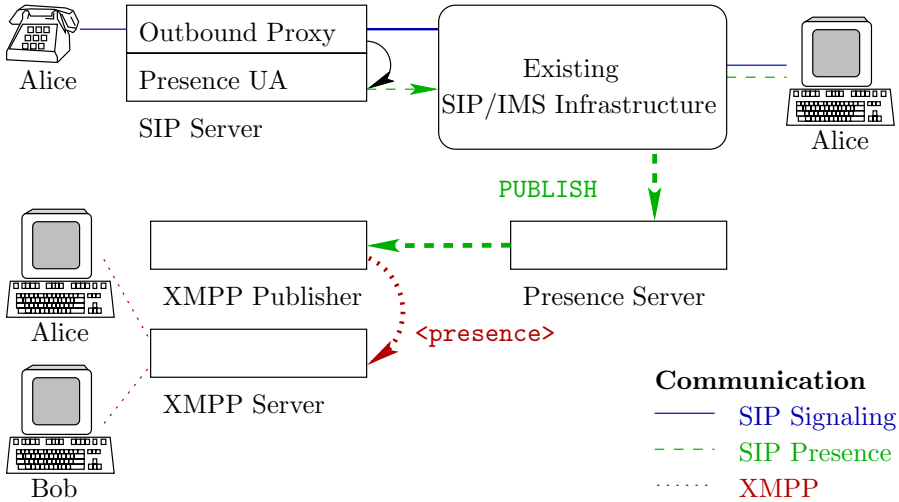 Outbound Proxy
Alice
Presence UA
SIP Server
Existing
SIP/IMS Infrastructure
Alice
PUBLISH
XMPP Publisher
Presence Server
Alice
<presence>
XMPP Server
Bob
Communication
SIP Signaling
SIP Presence
XMPP